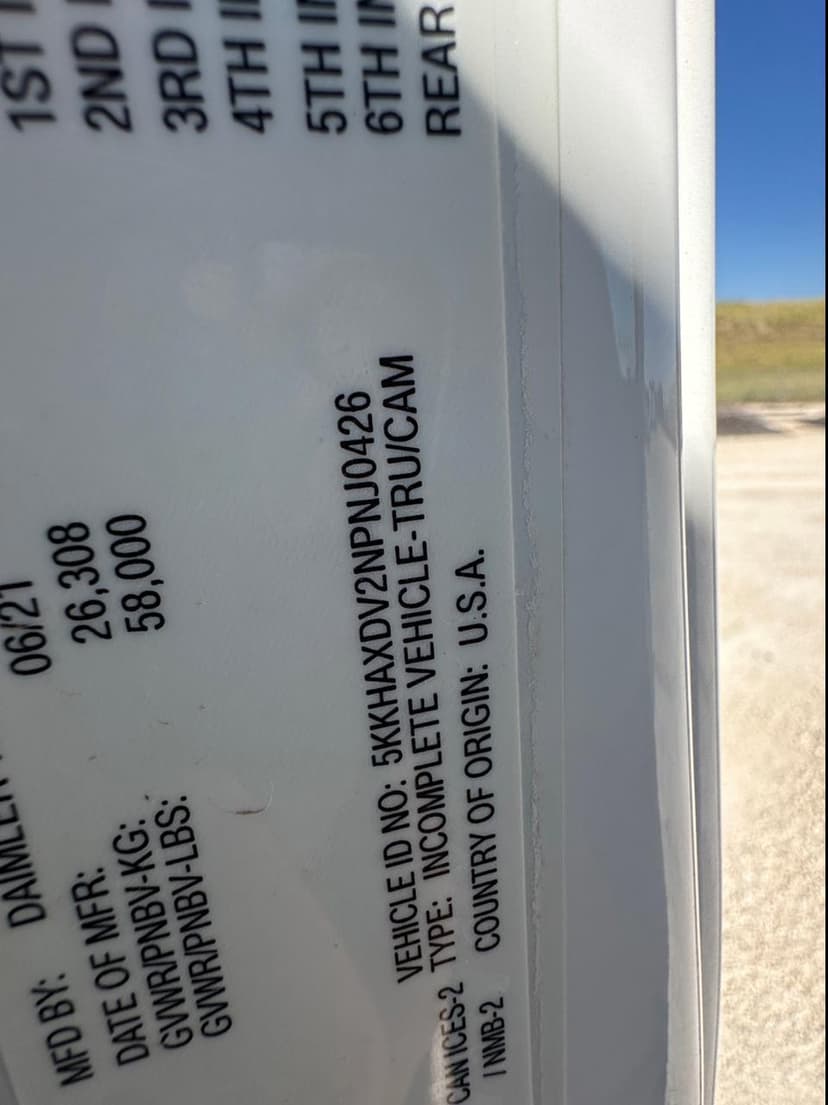 MFD BY: DAIMLER
DATE OF MFR: 06/21
GVWR/PNBV-KG: 26,308
GVWR/PNBV-LBS: 58,000
1ST
2ND
3RD
4TH
5TH
6TH
REAR
VEHICLE ID NO: 5KKHAXDV2NPNJ0426
TYPE: INCOMPLETE VEHICLE-TRU/CAM
COUNTRY OF ORIGIN: U.S.A.
CAN ICES-2
/ NMB-2